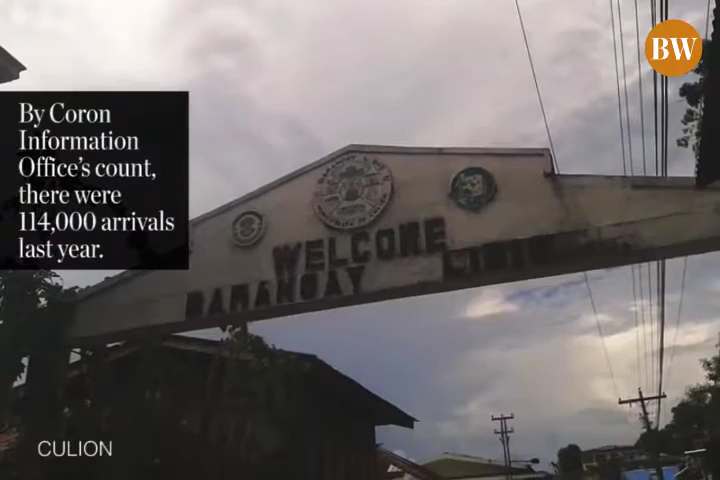 BW
By Coron
Information
Office's count,
there were
114,000 arrivals
last year.
WELCOME
BARANGAY
CULION